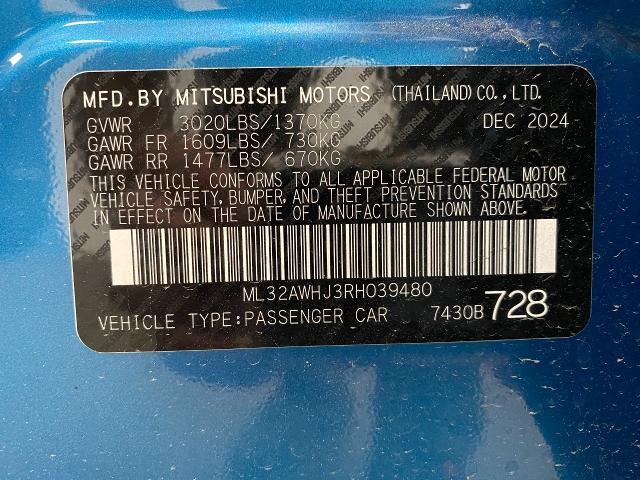 MFD.BY MITSUBISHI MOTORS (THAILAND)CO.,LTD.
GVWR 3020LBS/1370KG DEC 2024
GAWR FR 1609LBS/ 730KG
GAWR RR 1477LBS/ 670KG
THIS VEHICLE CONFORMS TO ALL APPLICABLE FEDERAL MOTOR
VEHICLE SAFETY, BUMPER, AND THEFT PREVENTION STANDARDS
IN EFFECT ON THE DATE OF MANUFACTURE SHOWN ABOVE.
ML32AWHJ3RH039480
VEHICLE TYPE:PASSENGER CAR 7430B 728